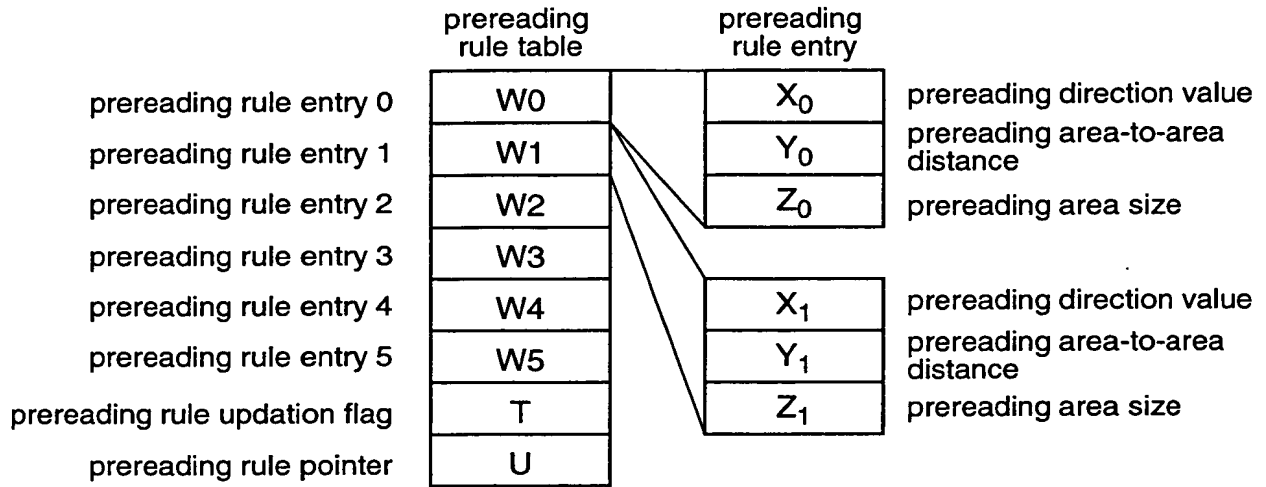 prereading
rule table
prereading
rule entry
prereading rule entry 0 W0 X0 prereading direction value
prereading rule entry 1 W1 Y0 prereading area-to-area
distance
prereading rule entry 2 W2 Z0 prereading area size
prereading rule entry 3 W3
prereading rule entry 4 W4 X1 prereading direction value
prereading rule entry 5 W5 Y1 prereading area-to-area
distance
prereading rule updation flag T Z1 prereading area size
prereading rule pointer U